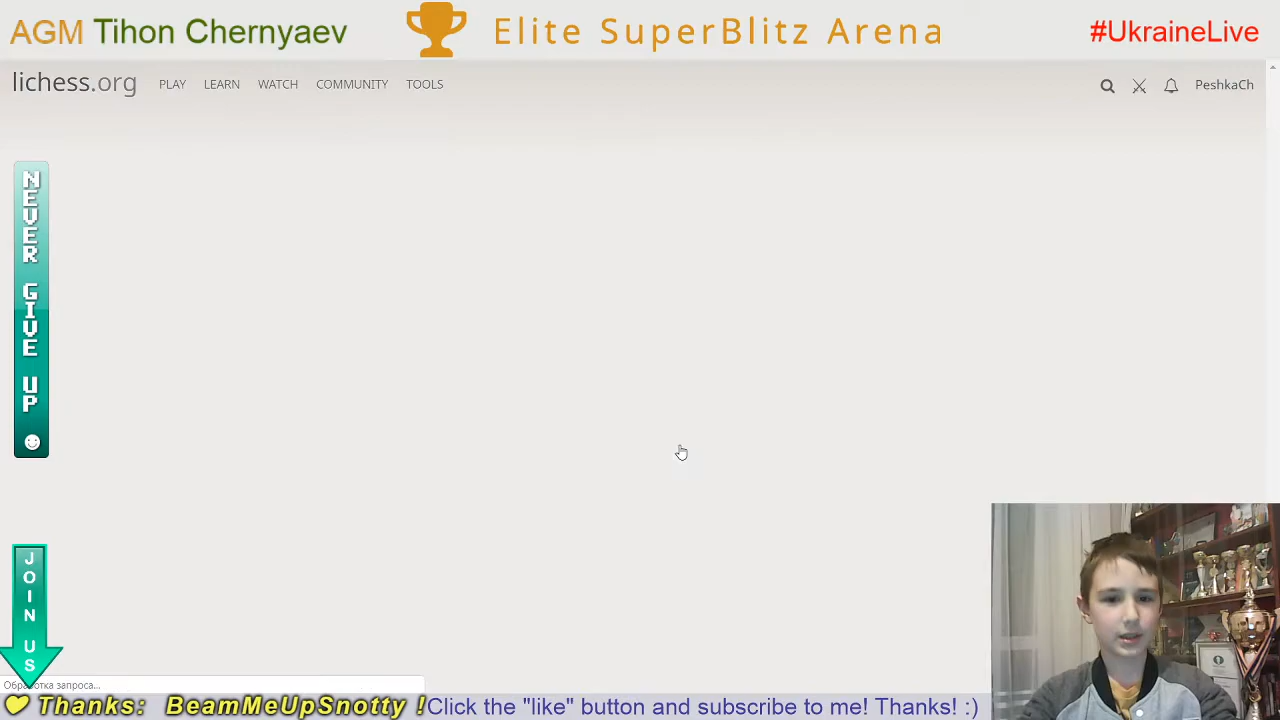 AGM Tihon Chernyaev
Elite SuperBlitz Arena
#UkraineLive
lichess.org
PLAY
LEARN
WATCH
COMMUNITY
TOOLS
PeshkaCh
NEVER GIVE UP
JOIN US
Обработка запроса...
Thanks: BeamMeUpSnotty !
Click the "like" button and subscribe to me! Thanks! :)